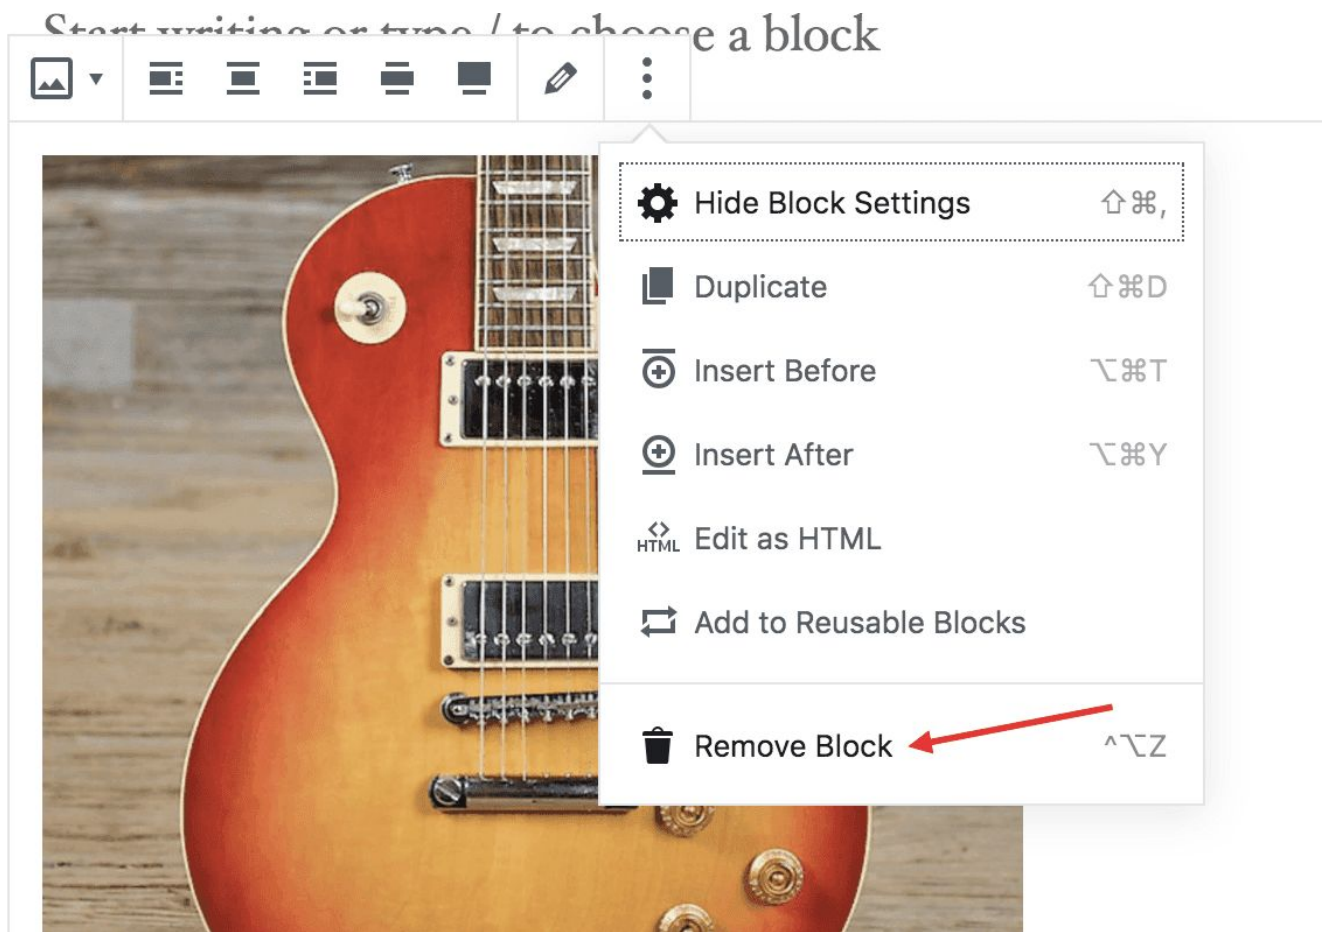 Start writing or type / to choose a block
Hide Block Settings ⇧⌘,
Duplicate ⇧⌘D
Insert Before ⌥⌘T
Insert After ⌥⌘Y
HTML Edit as HTML
Add to Reusable Blocks
Remove Block ^⌥Z